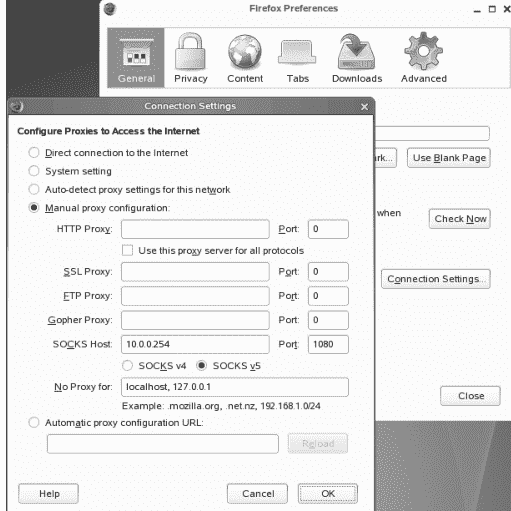 Firefox Preferences
General
Privacy
Content
Tabs
Downloads
Advanced
Connection Settings
Configure Proxies to Access the Internet
Direct connection to the Internet
System setting
Auto-detect proxy settings for this network
Manual proxy configuration:
HTTP Proxy: Port: 0
Use this proxy server for all protocols
SSL Proxy: Port: 0
FTP Proxy: Port: 0
Gopher Proxy: Port: 0
SOCKS Host: 10.0.0.254 Port: 1080
SOCKS v4 SOCKS v5
No Proxy for: localhost, 127.0.0.1
Example: .mozilla.org, .net.nz, 192.168.1.0/24
Automatic proxy configuration URL:
Reload
Help Cancel OK
rk... Use Blank Page
when Check Now
Connection Settings...
Close